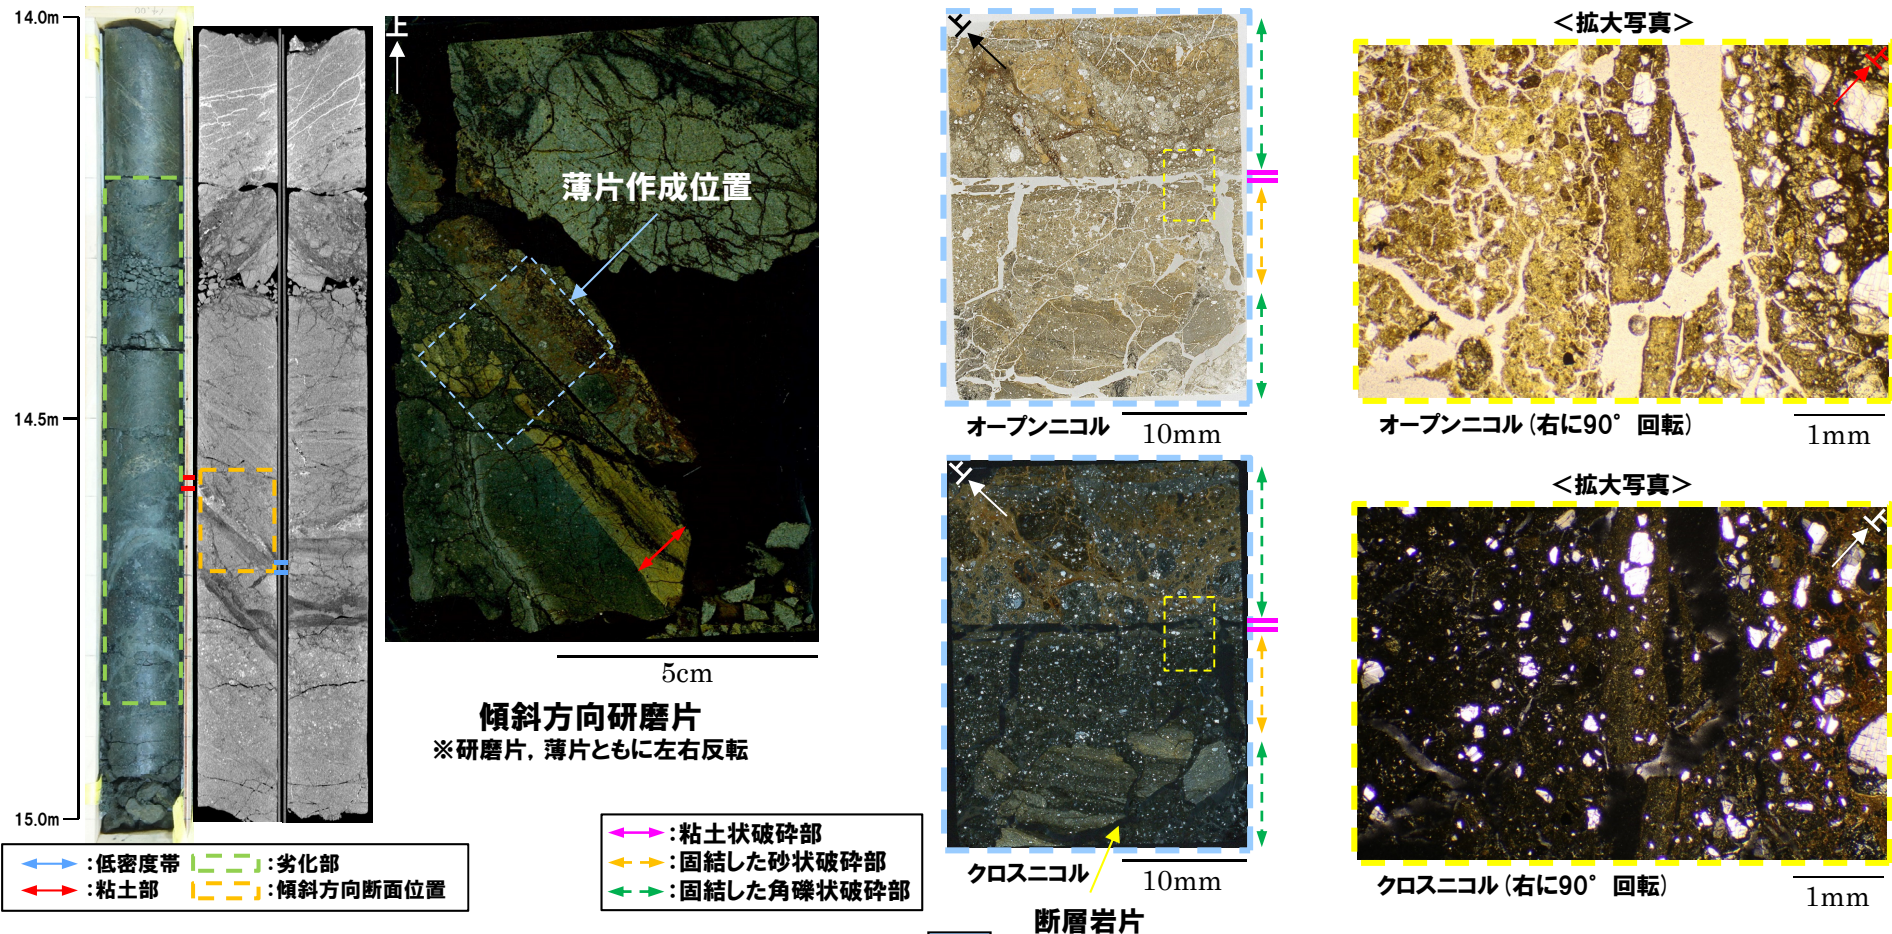 14.0m
14.5m
15.0m
上
薄片作成位置
5cm
傾斜方向研磨片
※研磨片，薄片ともに左右反転
:低密度帯
:劣化部
:粘土部
:傾斜方向断面位置
:粘土状破砕部
:固結した砂状破砕部
:固結した角礫状破砕部
上
オープンニコル
10mm
上
クロスニコル
10mm
断層岩片
＜拡大写真＞
上
オープンニコル（右に90°回転）
1mm
＜拡大写真＞
上
クロスニコル（右に90°回転）
1mm